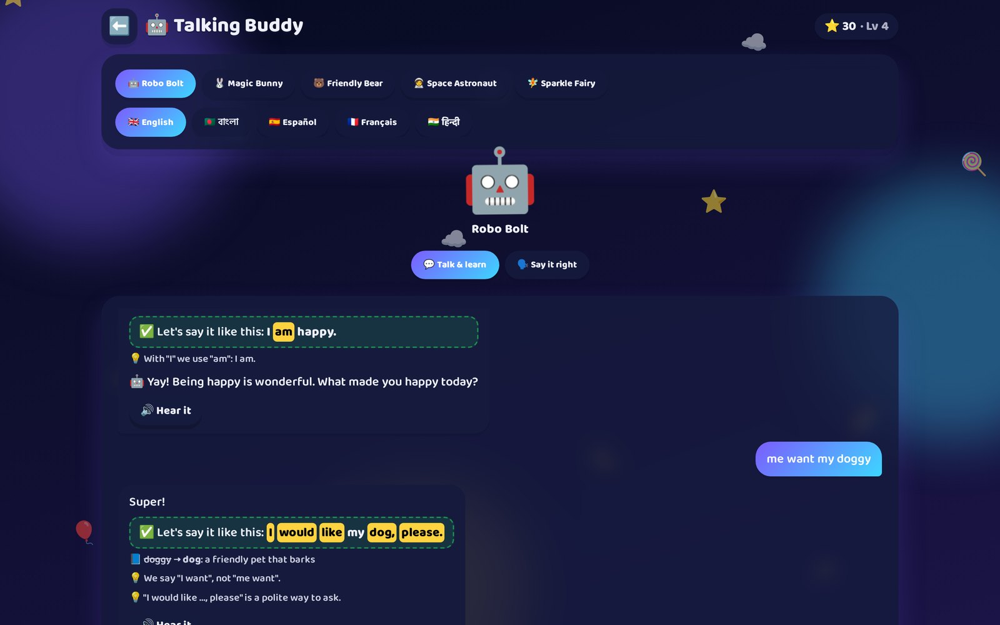 Talking Buddy
30 · Lv 4
Robo Bolt
Magic Bunny
Friendly Bear
Space Astronaut
Sparkle Fairy
English
বাংলা
Español
Français
हिन्दी
Robo Bolt
Talk & learn
Say it right
Let's say it like this: I am happy.
With "I" we use "am": I am.
Yay! Being happy is wonderful. What made you happy today?
Hear it
me want my doggy
Super!
Let's say it like this: I would like my dog, please.
doggy → dog: a friendly pet that barks
We say "I want", not "me want".
"I would like ..., please" is a polite way to ask.
Hear it